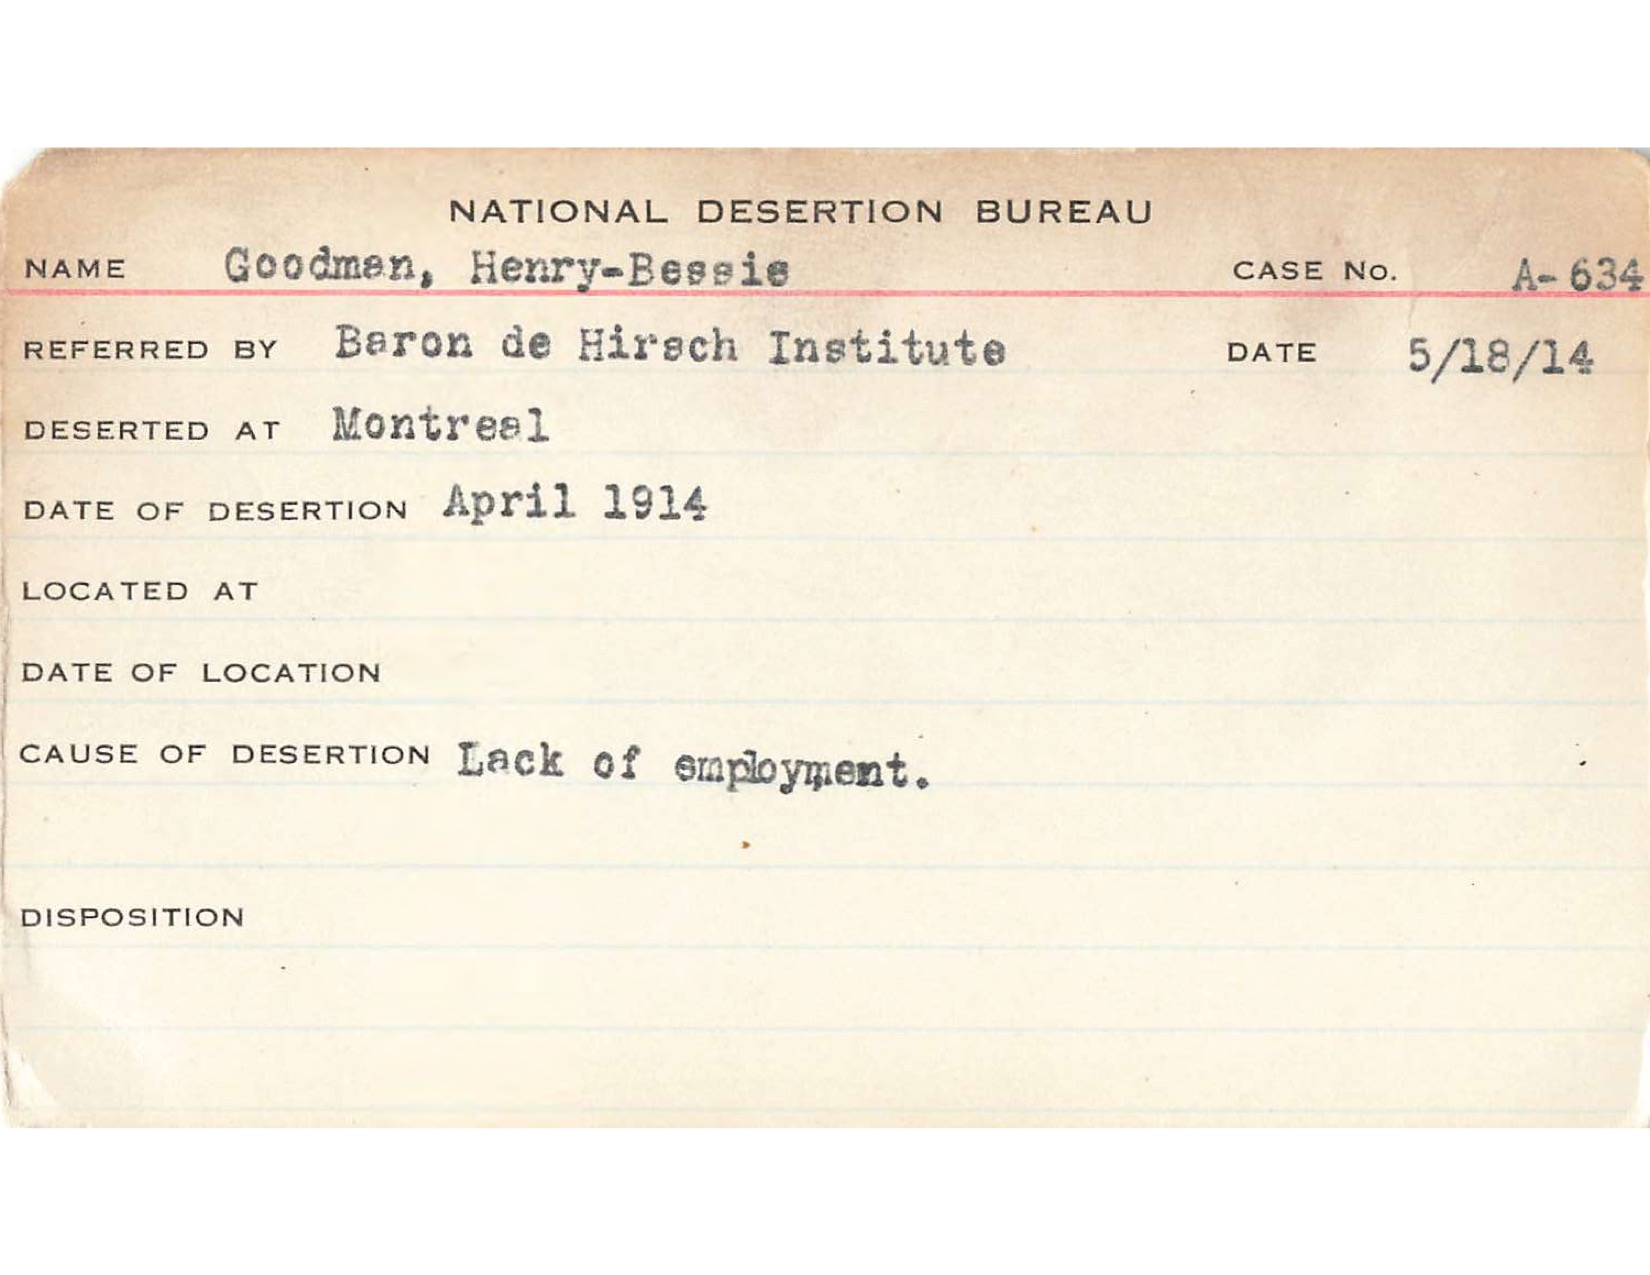 NATIONAL DESERTION BUREAU
NAME Goodman, Henry-Bessie CASE No. A-634
REFERRED BY Baron de Hirsch Institute DATE 5/18/14
DESERTED AT Montreal
DATE OF DESERTION April 1914
LOCATED AT
DATE OF LOCATION
CAUSE OF DESERTION Lack of employment.
DISPOSITION